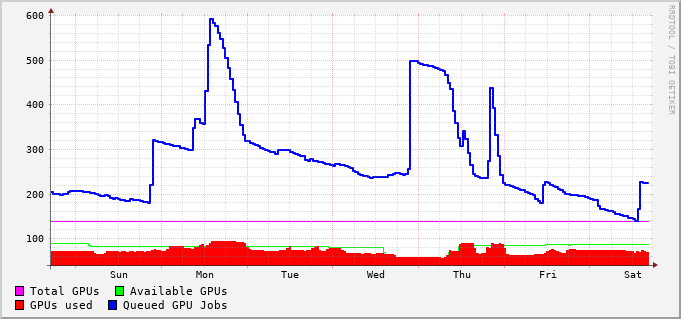 600
500
400
300
200
100
Sun Mon Tue Wed Thu Fri Sat
Total GPUs Available GPUs
GPUs used Queued GPU Jobs
RRDTOOL / TOBI OETIKER